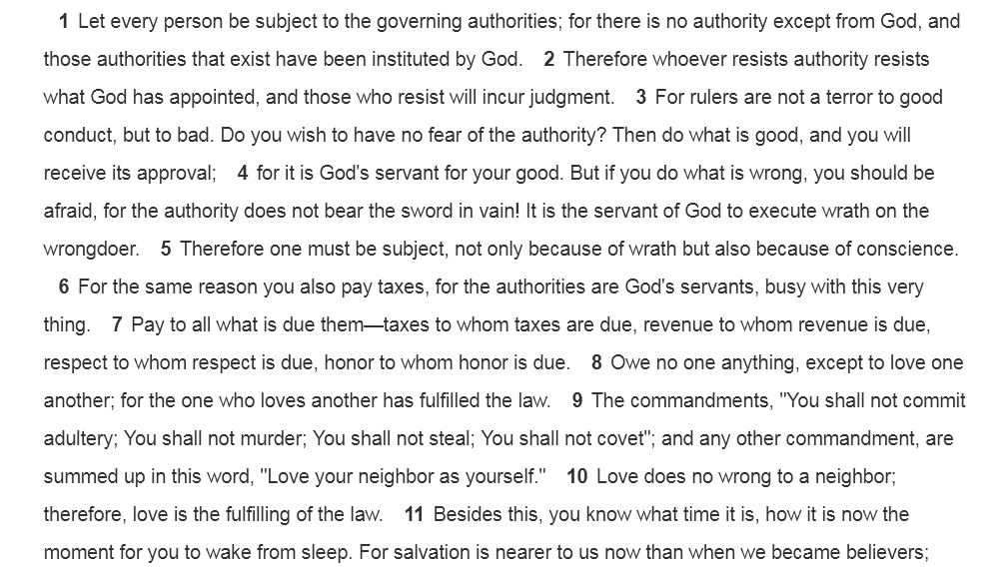 1 Let every person be subject to the governing authorities; for there is no authority except from God, and
those authorities that exist have been instituted by God. 2 Therefore whoever resists authority resists
what God has appointed, and those who resist will incur judgment. 3 For rulers are not a terror to good
conduct, but to bad. Do you wish to have no fear of the authority? Then do what is good, and you will
receive its approval; 4 for it is God's servant for your good. But if you do what is wrong, you should be
afraid, for the authority does not bear the sword in vain! It is the servant of God to execute wrath on the
wrongdoer. 5 Therefore one must be subject, not only because of wrath but also because of conscience.
6 For the same reason you also pay taxes, for the authorities are God's servants, busy with this very
thing. 7 Pay to all what is due them—taxes to whom taxes are due, revenue to whom revenue is due,
respect to whom respect is due, honor to whom honor is due. 8 Owe no one anything, except to love one
another; for the one who loves another has fulfilled the law. 9 The commandments, "You shall not commit
adultery; You shall not murder; You shall not steal; You shall not covet"; and any other commandment, are
summed up in this word, "Love your neighbor as yourself." 10 Love does no wrong to a neighbor;
therefore, love is the fulfilling of the law. 11 Besides this, you know what time it is, how it is now the
moment for you to wake from sleep. For salvation is nearer to us now than when we became believers;